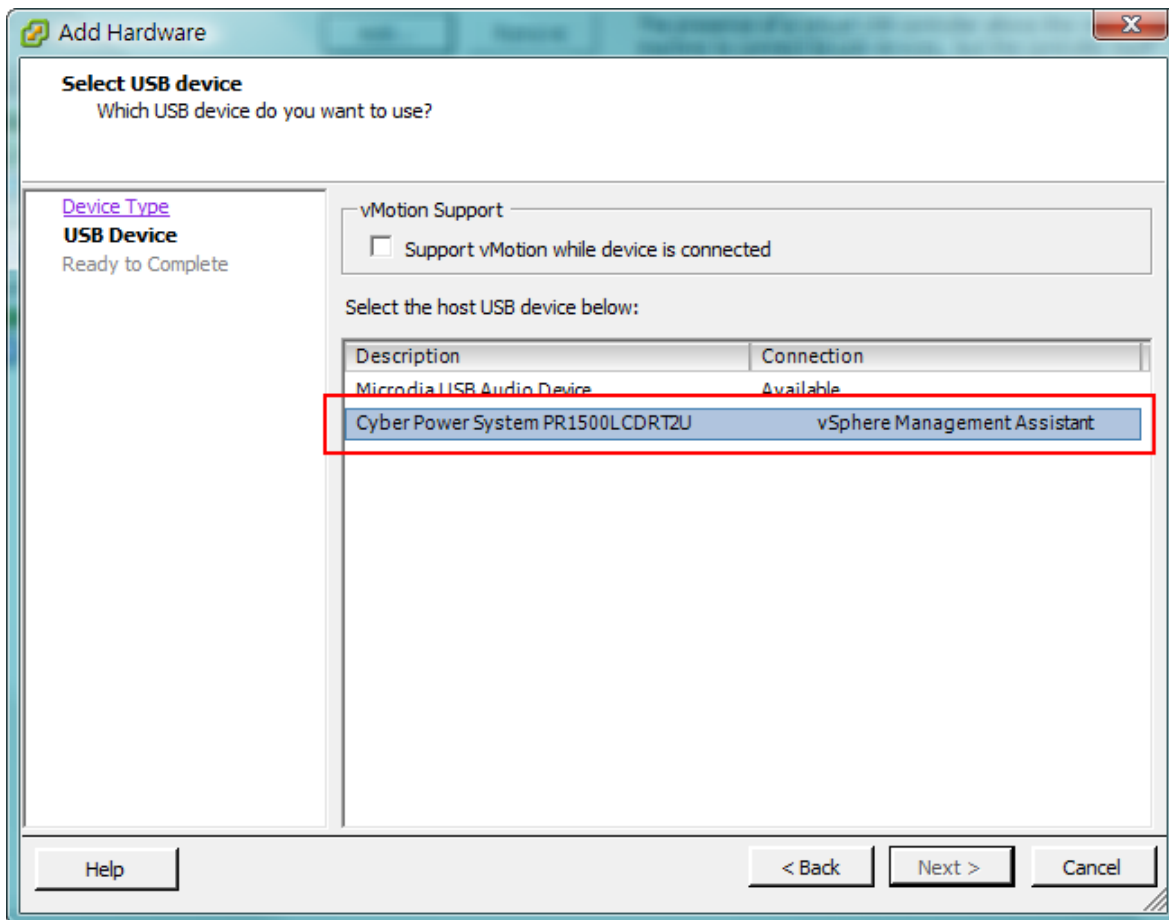 Add Hardware
Select USB device
Which USB device do you want to use?
Device Type
USB Device
Ready to Complete
vMotion Support
Support vMotion while device is connected
Select the host USB device below:
Description Connection
Microdia USB Audio Device Available
Cyber Power System PR1500LCDRT2U vSphere Management Assistant
Help < Back Next > Cancel